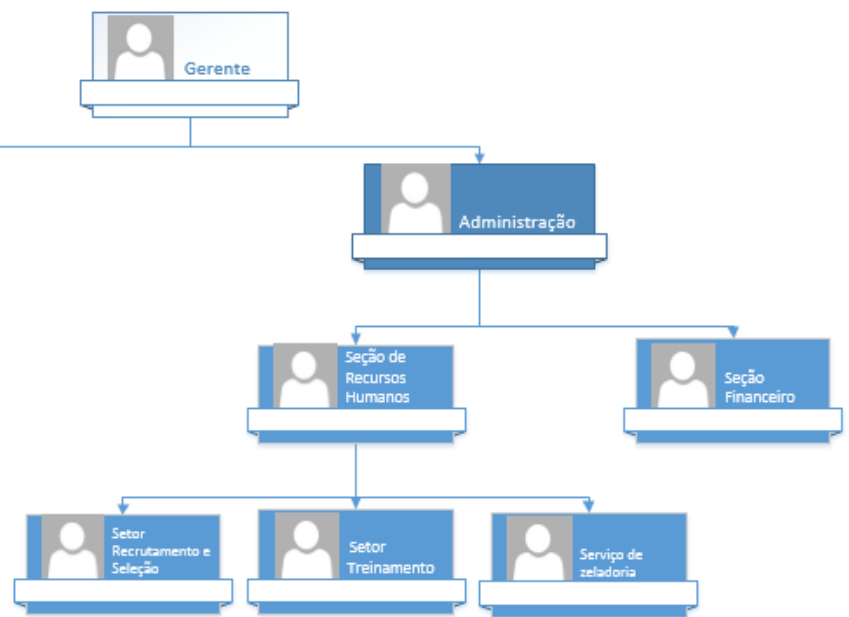 Gerente
Administração
Seção de
Recursos
Humanos
Seção
Financeiro
Setor
Recrutamento e
Seleção
Setor
Treinamento
Serviço de
zeladoria